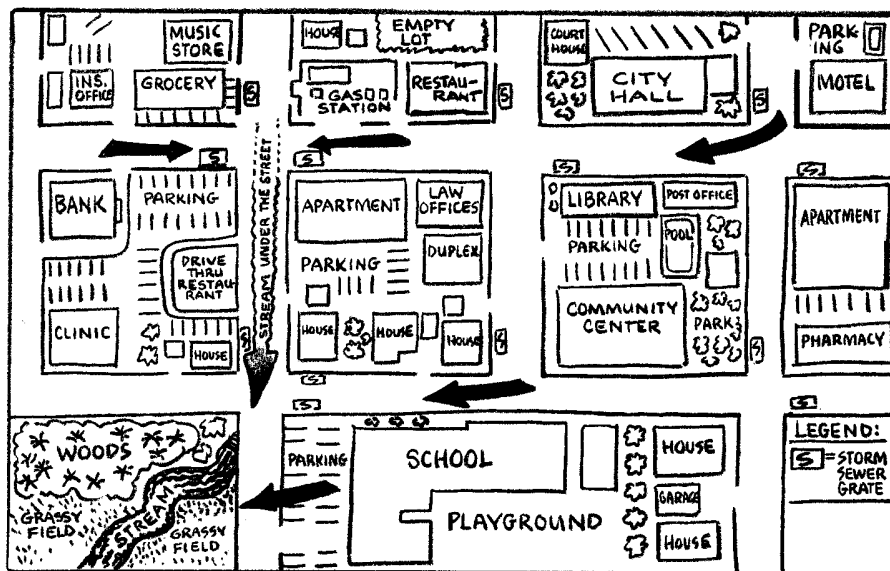 MUSIC
STORE
INS.
OFFICE
GROCERY
S
HOUSE
EMPTY
LOT
GAS
STATION
RESTAU-
RANT
S
COURT
HOUSE
CITY
HALL
S
PARK-
ING
MOTEL
S
S
S
S
BANK
PARKING
DRIVE
THRU
RESTAU-
RANT
CLINIC
HOUSE
S
STREAM UNDER THE STREET
APARTMENT
LAW
OFFICES
DUPLEX
PARKING
HOUSE
HOUSE
HOUSE
S
S
LIBRARY
POST OFFICE
POOL
PARKING
COMMUNITY
CENTER
PARK
S
APARTMENT
PHARMACY
S
S
WOODS
STREAM
GRASSY
FIELD
GRASSY
FIELD
PARKING
SCHOOL
PLAYGROUND
HOUSE
GARAGE
HOUSE
LEGEND:
S = STORM
SEWER
GRATE